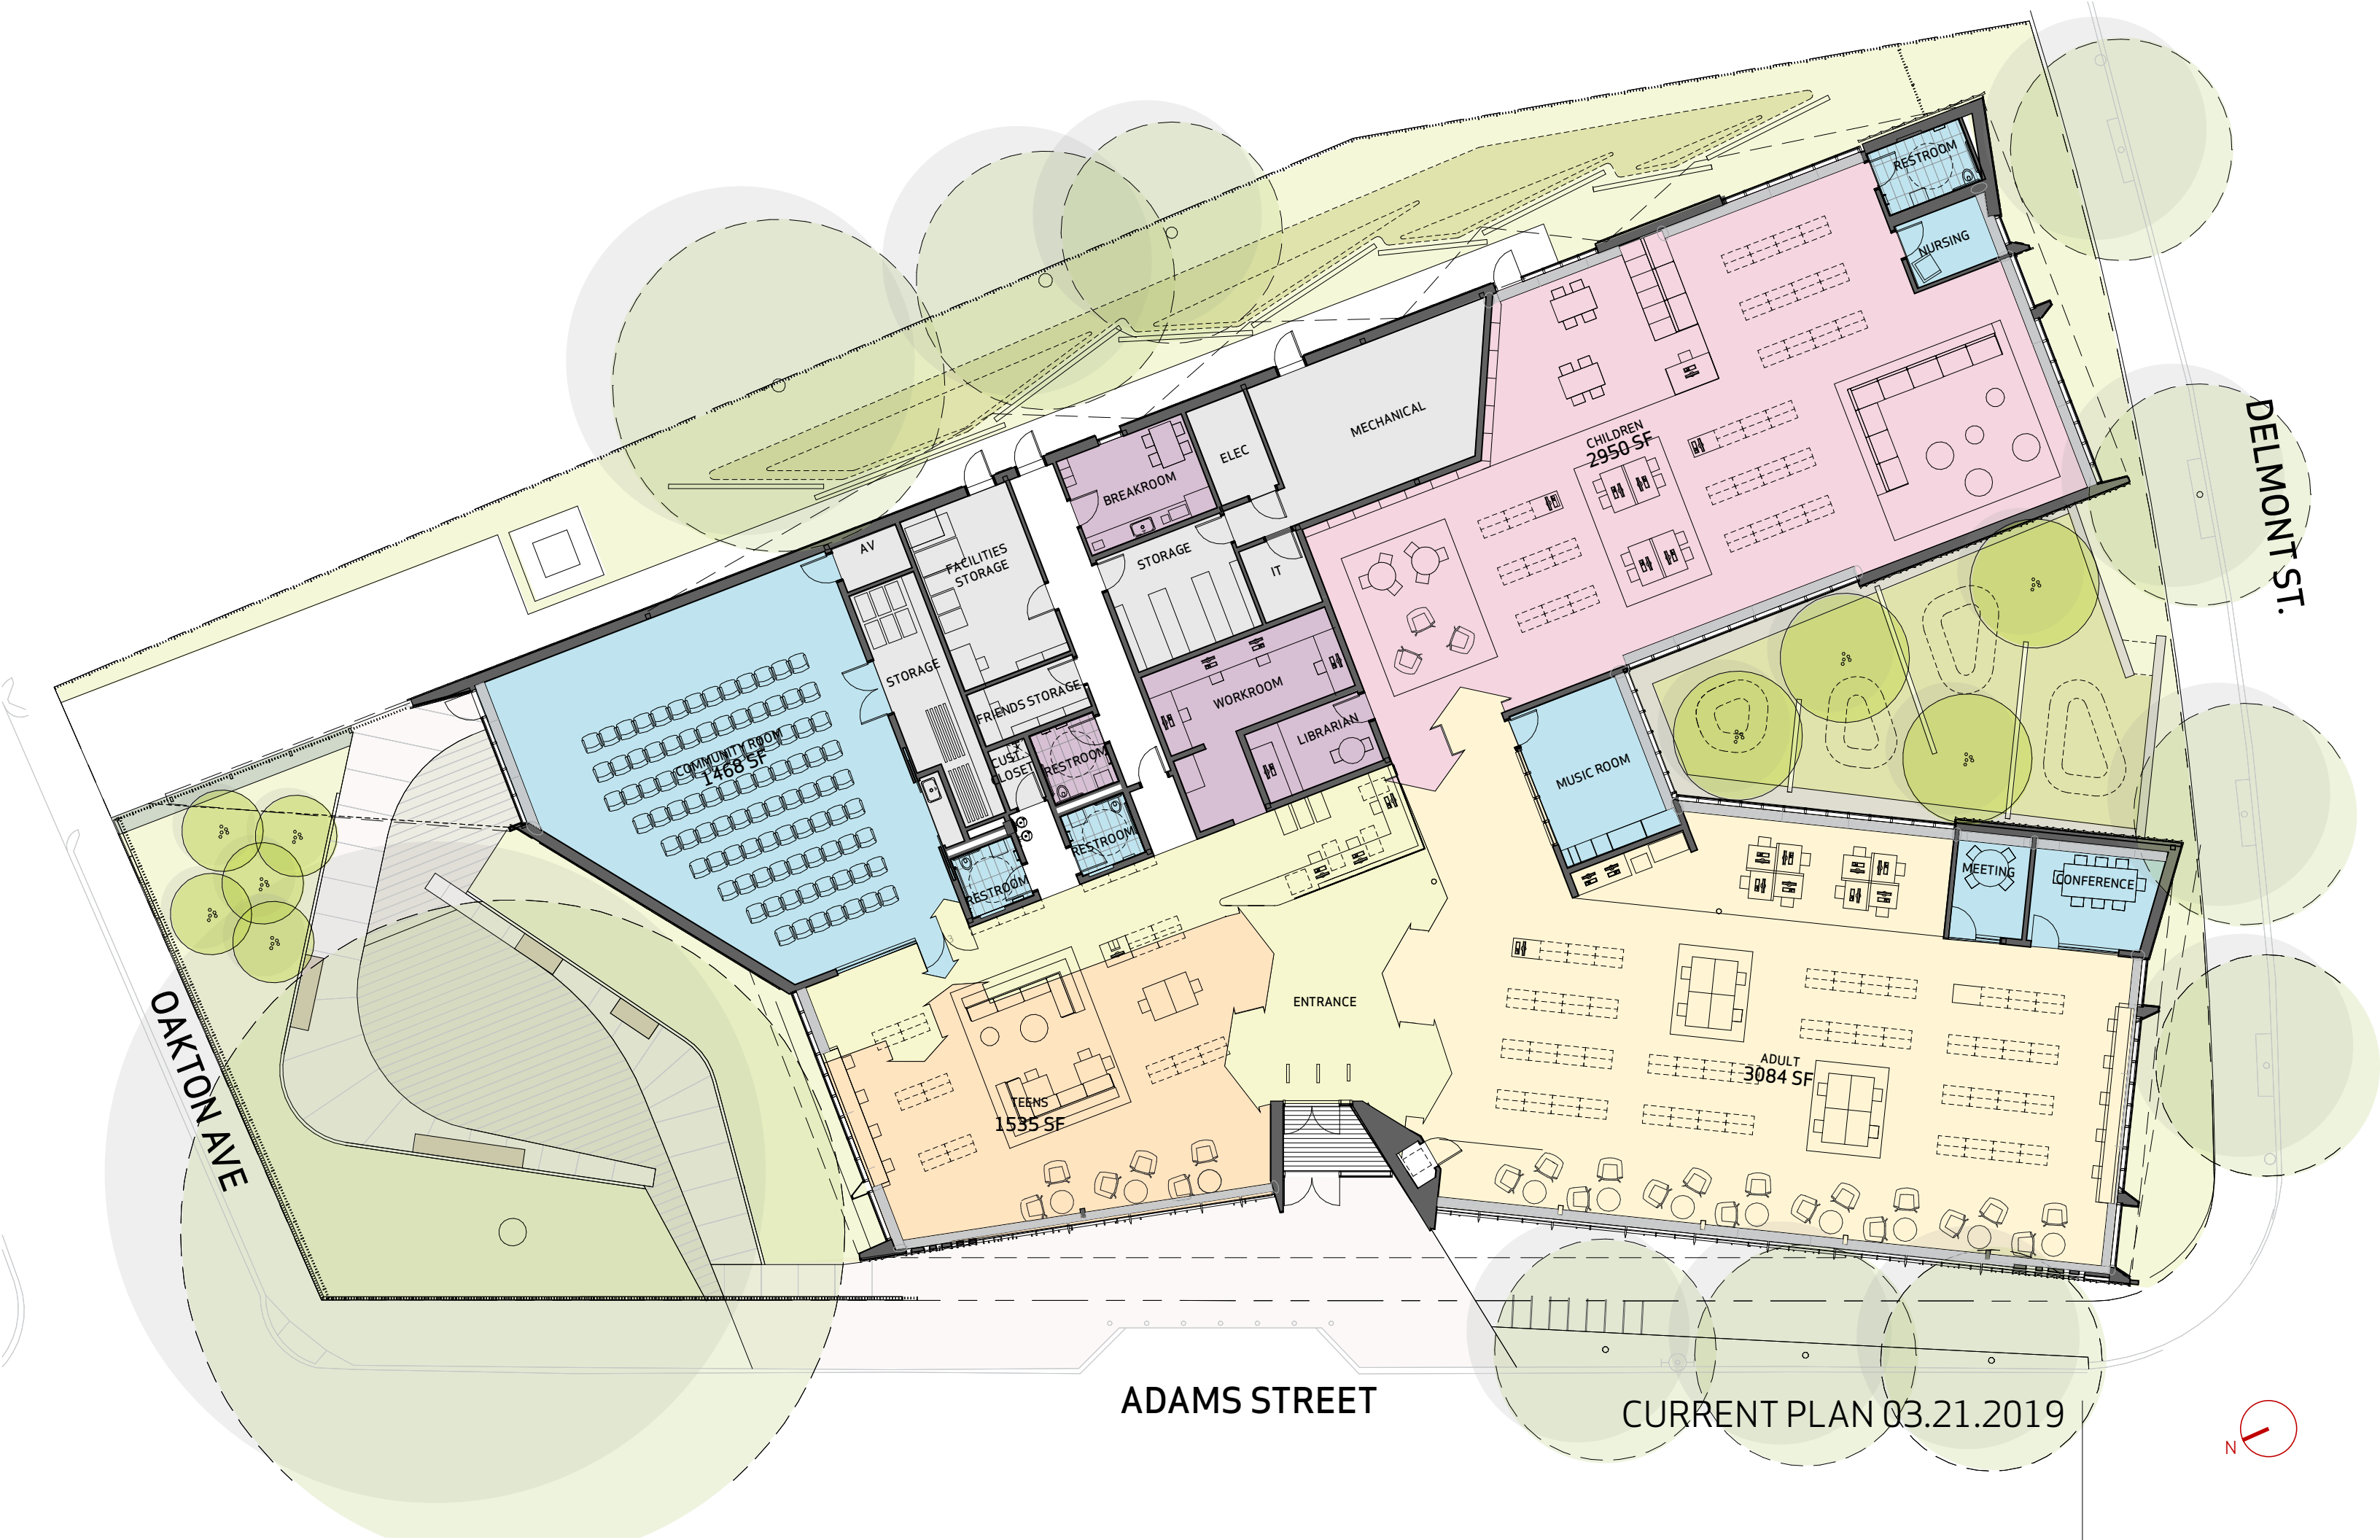 RESTROOM
NURSING
DELMONT ST.
MECHANICAL
CHILDREN
2950 SF
ELEC
BREAKROOM
AV
FACILITIES
STORAGE
STORAGE
IT
STORAGE
FRIENDS STORAGE
WORKROOM
LIBRARIAN
COMMUNITY ROOM
1468 SF
CUST
CLOSET
RESTROOM
MUSIC ROOM
RESTROOM
RESTROOM
MEETING
CONFERENCE
ENTRANCE
OAKTON AVE
TEENS
1535 SF
ADULT
3084 SF
ADAMS STREET
CURRENT PLAN 03.21.2019
N